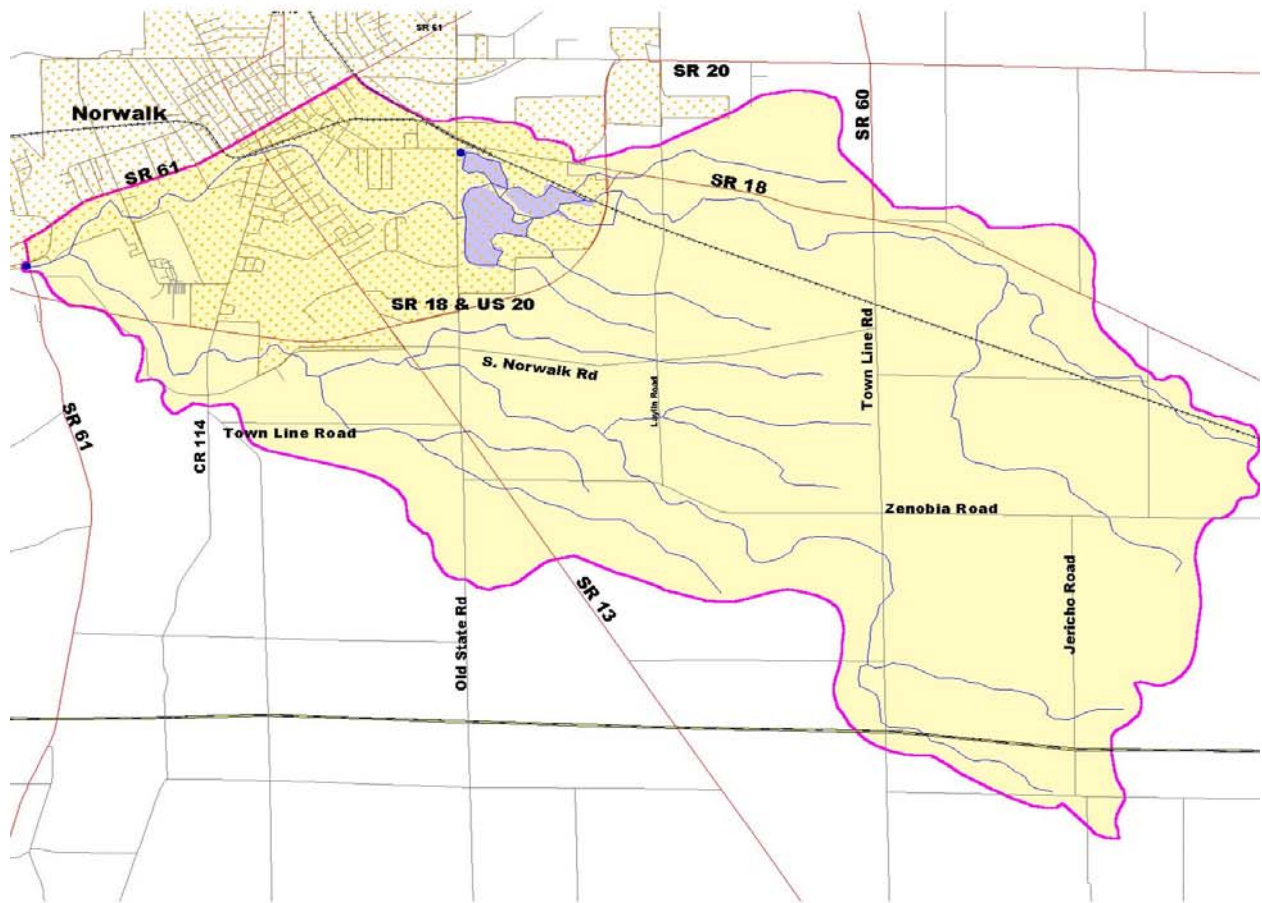 SR 61
SR 20
Norwalk
SR 60
SR 61
SR 18
SR 18 & US 20
Town Line Rd
S. Norwalk Rd
Laylin Road
SR 61
CR 114
Town Line Road
Zenobia Road
SR 13
Jericho Road
Old State Rd